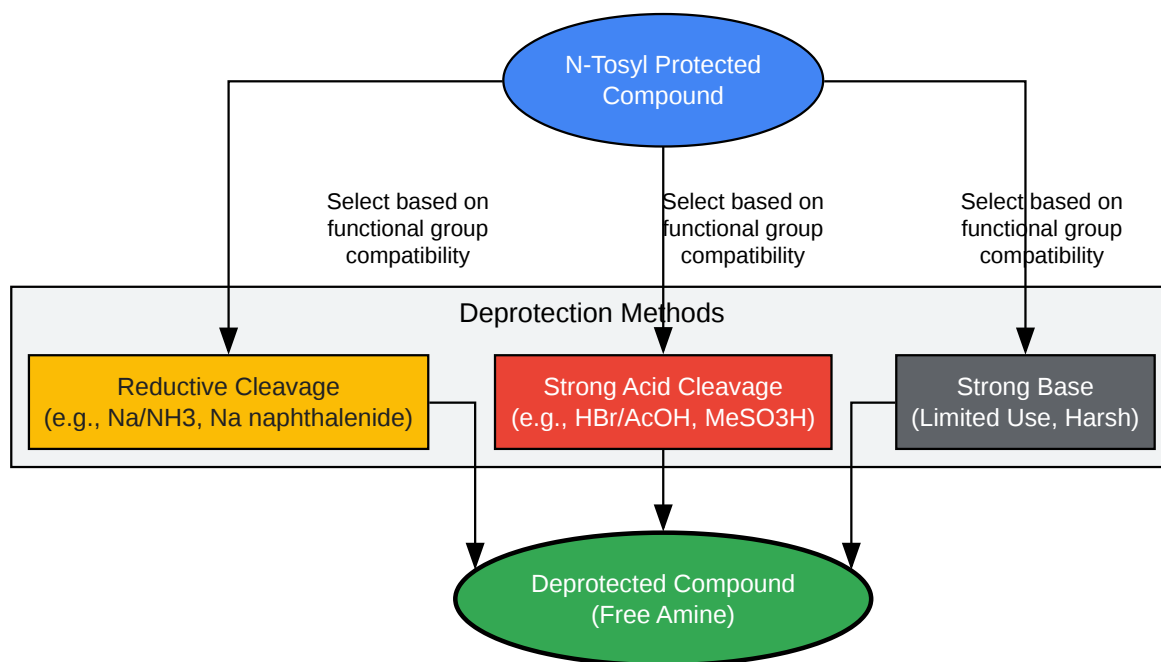 N-Tosyl Protected
Compound
Select based on
functional group
compatibility
Select based on
functional group
compatibility
Select based on
functional group
compatibility
Deprotection Methods
Reductive Cleavage
(e.g., Na/NH3, Na naphthalenide)
Strong Acid Cleavage
(e.g., HBr/AcOH, MeSO3H)
Strong Base
(Limited Use, Harsh)
Deprotected Compound
(Free Amine)